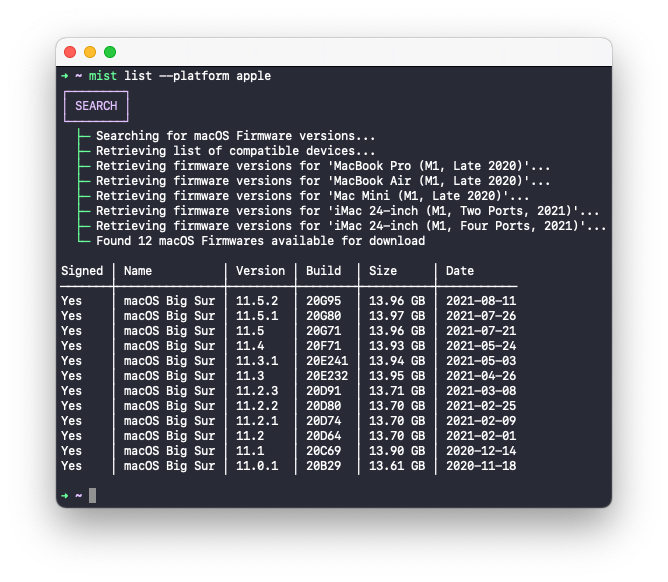 ➜ ~ mist list --platform apple
SEARCH
Searching for macOS Firmware versions...
Retrieving list of compatible devices...
Retrieving firmware versions for 'MacBook Pro (M1, Late 2020)'...
Retrieving firmware versions for 'MacBook Air (M1, Late 2020)'...
Retrieving firmware versions for 'Mac Mini (M1, Late 2020)'...
Retrieving firmware versions for 'iMac 24-inch (M1, Two Ports, 2021)'...
Retrieving firmware versions for 'iMac 24-inch (M1, Four Ports, 2021)'...
Found 12 macOS Firmwares available for download
Signed | Name | Version | Build | Size | Date
Yes | macOS Big Sur | 11.5.2 | 20G95 | 13.96 GB | 2021-08-11
Yes | macOS Big Sur | 11.5.1 | 20G80 | 13.97 GB | 2021-07-26
Yes | macOS Big Sur | 11.5 | 20G71 | 13.96 GB | 2021-07-21
Yes | macOS Big Sur | 11.4 | 20F71 | 13.93 GB | 2021-05-24
Yes | macOS Big Sur | 11.3.1 | 20E241 | 13.94 GB | 2021-05-03
Yes | macOS Big Sur | 11.3 | 20E232 | 13.95 GB | 2021-04-26
Yes | macOS Big Sur | 11.2.3 | 20D91 | 13.71 GB | 2021-03-08
Yes | macOS Big Sur | 11.2.2 | 20D80 | 13.70 GB | 2021-02-25
Yes | macOS Big Sur | 11.2.1 | 20D74 | 13.70 GB | 2021-02-09
Yes | macOS Big Sur | 11.2 | 20D64 | 13.70 GB | 2021-02-01
Yes | macOS Big Sur | 11.1 | 20C69 | 13.90 GB | 2020-12-14
Yes | macOS Big Sur | 11.0.1 | 20B29 | 13.61 GB | 2020-11-18
➜ ~